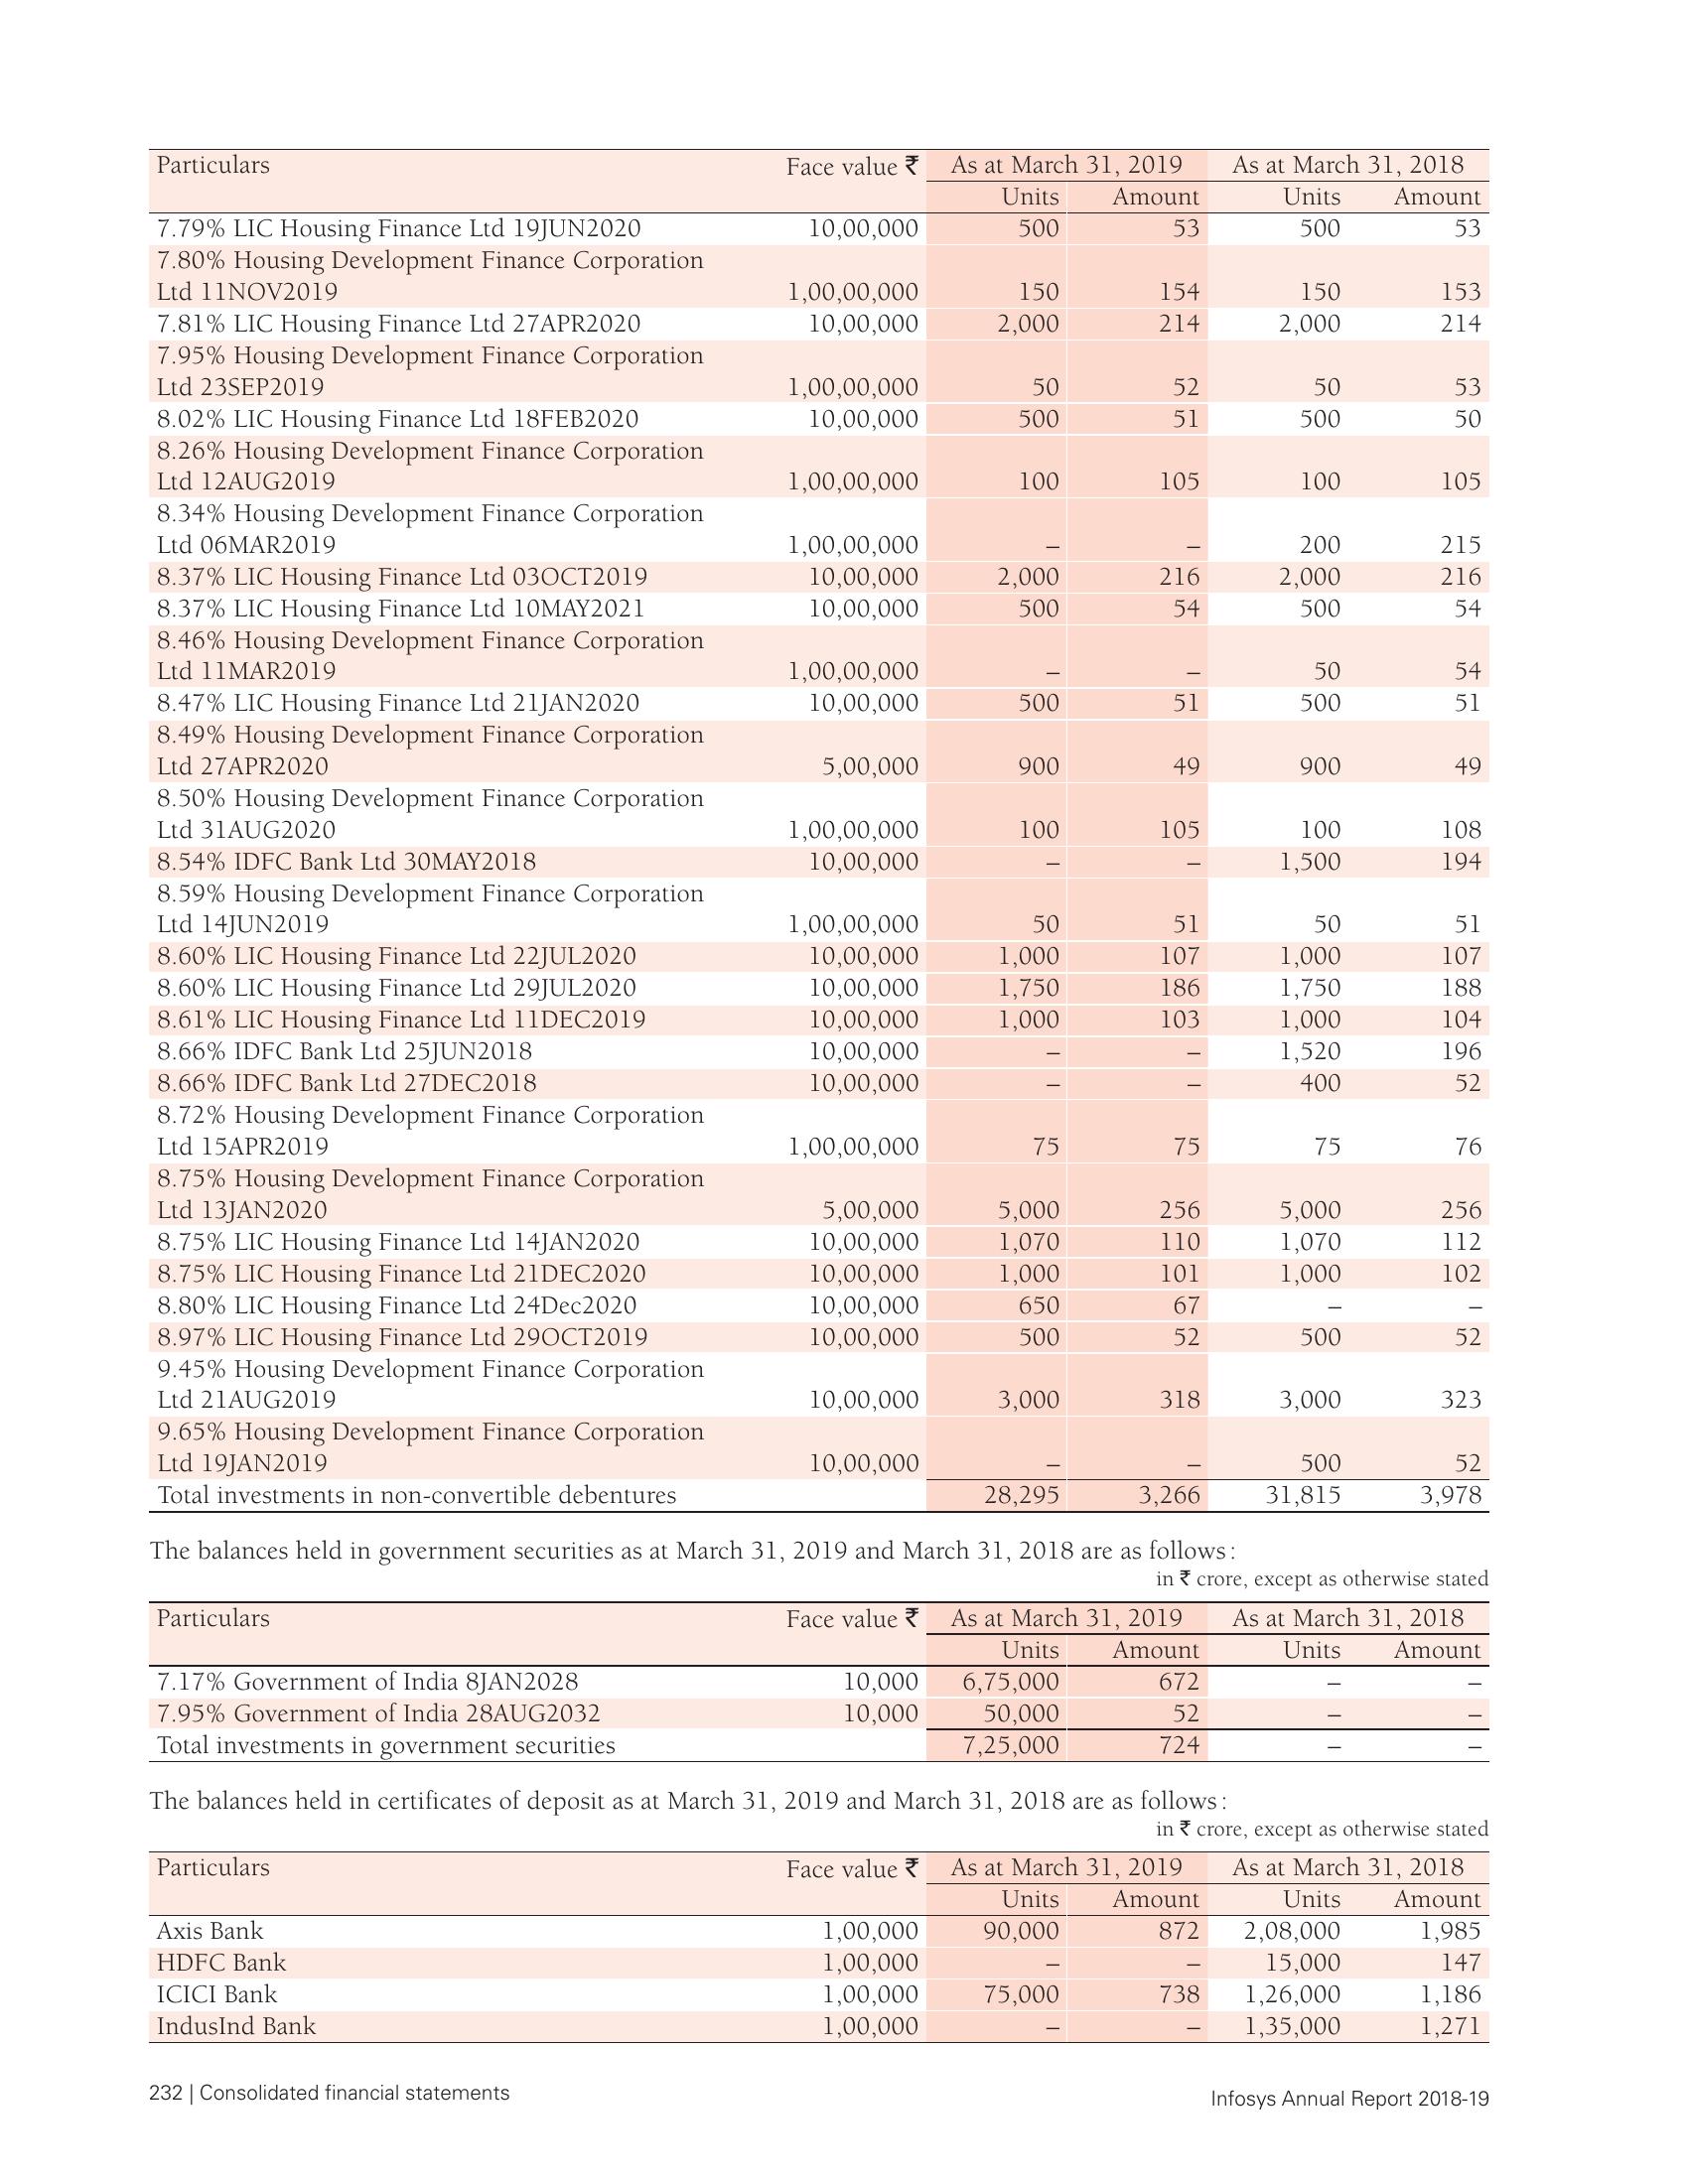 Particulars Face value ₹ As at March 31, 2019 As at March 31, 2018
Units Amount Units Amount
7.79% LIC Housing Finance Ltd 19JUN2020 10,00,000 500 53 500 53
7.80% Housing Development Finance Corporation
Ltd 11NOV2019 1,00,00,000 150 154 150 153
7.81% LIC Housing Finance Ltd 27APR2020 10,00,000 2,000 214 2,000 214
7.95% Housing Development Finance Corporation
Ltd 23SEP2019 1,00,00,000 50 52 50 53
8.02% LIC Housing Finance Ltd 18FEB2020 10,00,000 500 51 500 50
8.26% Housing Development Finance Corporation
Ltd 12AUG2019 1,00,00,000 100 105 100 105
8.34% Housing Development Finance Corporation
Ltd 06MAR2019 1,00,00,000 – – 200 215
8.37% LIC Housing Finance Ltd 03OCT2019 10,00,000 2,000 216 2,000 216
8.37% LIC Housing Finance Ltd 10MAY2021 10,00,000 500 54 500 54
8.46% Housing Development Finance Corporation
Ltd 11MAR2019 1,00,00,000 – – 50 54
8.47% LIC Housing Finance Ltd 21JAN2020 10,00,000 500 51 500 51
8.49% Housing Development Finance Corporation
Ltd 27APR2020 5,00,000 900 49 900 49
8.50% Housing Development Finance Corporation
Ltd 31AUG2020 1,00,00,000 100 105 100 108
8.54% IDFC Bank Ltd 30MAY2018 10,00,000 – – 1,500 194
8.59% Housing Development Finance Corporation
Ltd 14JUN2019 1,00,00,000 50 51 50 51
8.60% LIC Housing Finance Ltd 22JUL2020 10,00,000 1,000 107 1,000 107
8.60% LIC Housing Finance Ltd 29JUL2020 10,00,000 1,750 186 1,750 188
8.61% LIC Housing Finance Ltd 11DEC2019 10,00,000 1,000 103 1,000 104
8.66% IDFC Bank Ltd 25JUN2018 10,00,000 – – 1,520 196
8.66% IDFC Bank Ltd 27DEC2018 10,00,000 – – 400 52
8.72% Housing Development Finance Corporation
Ltd 15APR2019 1,00,00,000 75 75 75 76
8.75% Housing Development Finance Corporation
Ltd 13JAN2020 5,00,000 5,000 256 5,000 256
8.75% LIC Housing Finance Ltd 14JAN2020 10,00,000 1,070 110 1,070 112
8.75% LIC Housing Finance Ltd 21DEC2020 10,00,000 1,000 101 1,000 102
8.80% LIC Housing Finance Ltd 24Dec2020 10,00,000 650 67 – –
8.97% LIC Housing Finance Ltd 29OCT2019 10,00,000 500 52 500 52
9.45% Housing Development Finance Corporation
Ltd 21AUG2019 10,00,000 3,000 318 3,000 323
9.65% Housing Development Finance Corporation
Ltd 19JAN2019 10,00,000 – – 500 52
Total investments in non-convertible debentures 28,295 3,266 31,815 3,978
The balances held in government securities as at March 31, 2019 and March 31, 2018 are as follows:
in ₹ crore, except as otherwise stated
Particulars Face value ₹ As at March 31, 2019 As at March 31, 2018
Units Amount Units Amount
7.17% Government of India 8JAN2028 10,000 6,75,000 672 – –
7.95% Government of India 28AUG2032 10,000 50,000 52 – –
Total investments in government securities 7,25,000 724 – –
The balances held in certificates of deposit as at March 31, 2019 and March 31, 2018 are as follows:
in ₹ crore, except as otherwise stated
Particulars Face value ₹ As at March 31, 2019 As at March 31, 2018
Units Amount Units Amount
Axis Bank 1,00,000 90,000 872 2,08,000 1,985
HDFC Bank 1,00,000 – – 15,000 147
ICICI Bank 1,00,000 75,000 738 1,26,000 1,186
IndusInd Bank 1,00,000 – – 1,35,000 1,271
232 | Consolidated financial statements
Infosys Annual Report 2018-19